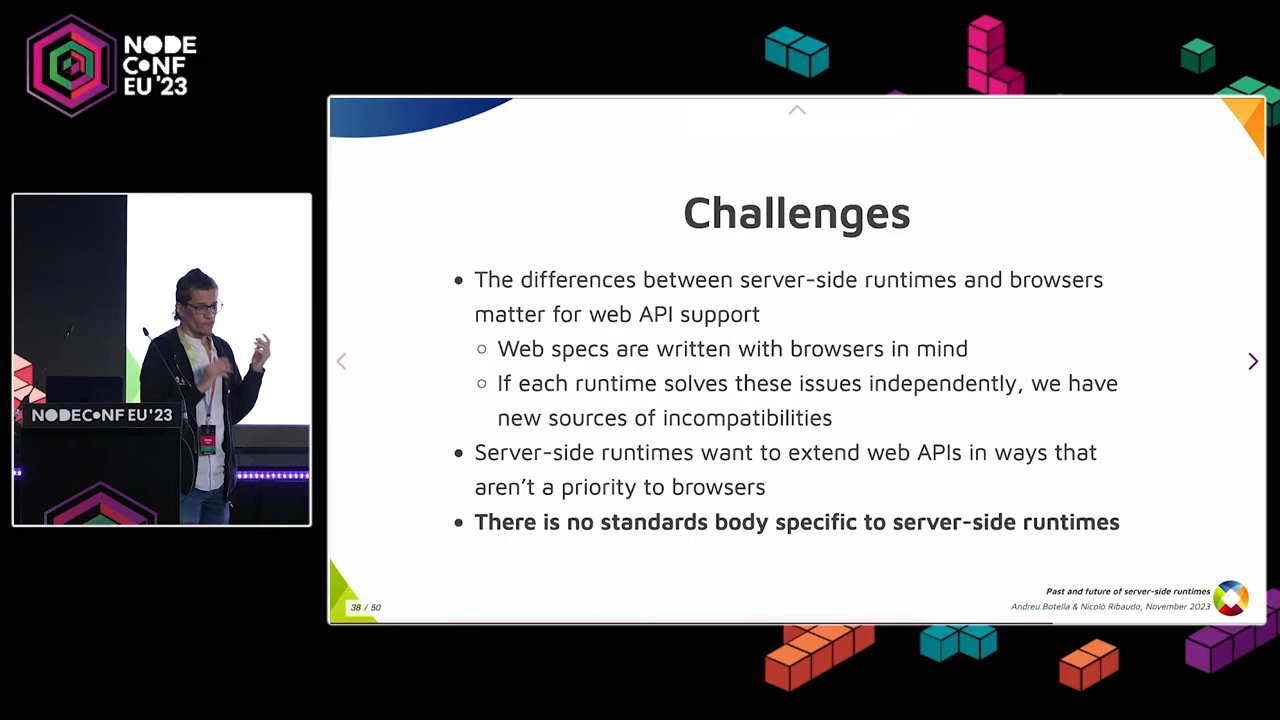 NODE
CONF
EU '23
Challenges
• The differences between server-side runtimes and browsers
matter for web API support
○ Web specs are written with browsers in mind
○ If each runtime solves these issues independently, we have
new sources of incompatibilities
• Server-side runtimes want to extend web APIs in ways that
aren't a priority to browsers
• There is no standards body specific to server-side runtimes
NODECONF EU'23
38 / 50
Past and future of server-side runtimes
Andreu Botella & Nicolò Ribaudo, November 2023